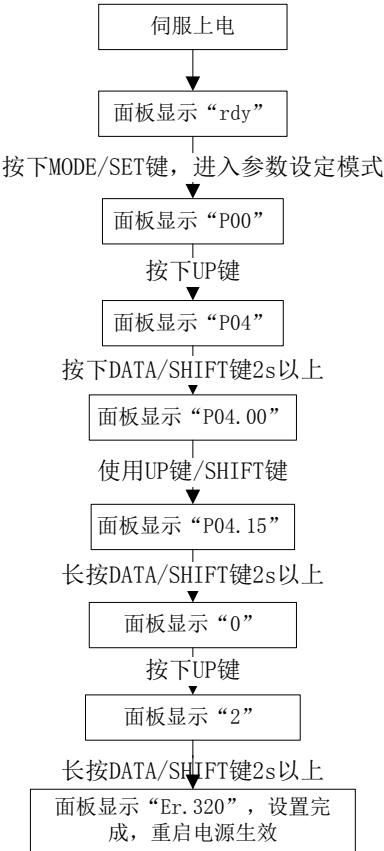 伺服上电
面板显示“rdy”
按下MODE/SET键，进入参数设定模式
面板显示“P00”
按下UP键
面板显示“P04”
按下DATA/SHIFT键2s以上
面板显示“P04.00”
使用UP键/SHIFT键
面板显示“P04.15”
长按DATA/SHIFT键2s以上
面板显示“0”
按下UP键
面板显示“2”
长按DATA/SHIFT键2s以上
面板显示“Er.320”，设置完
成，重启电源生效